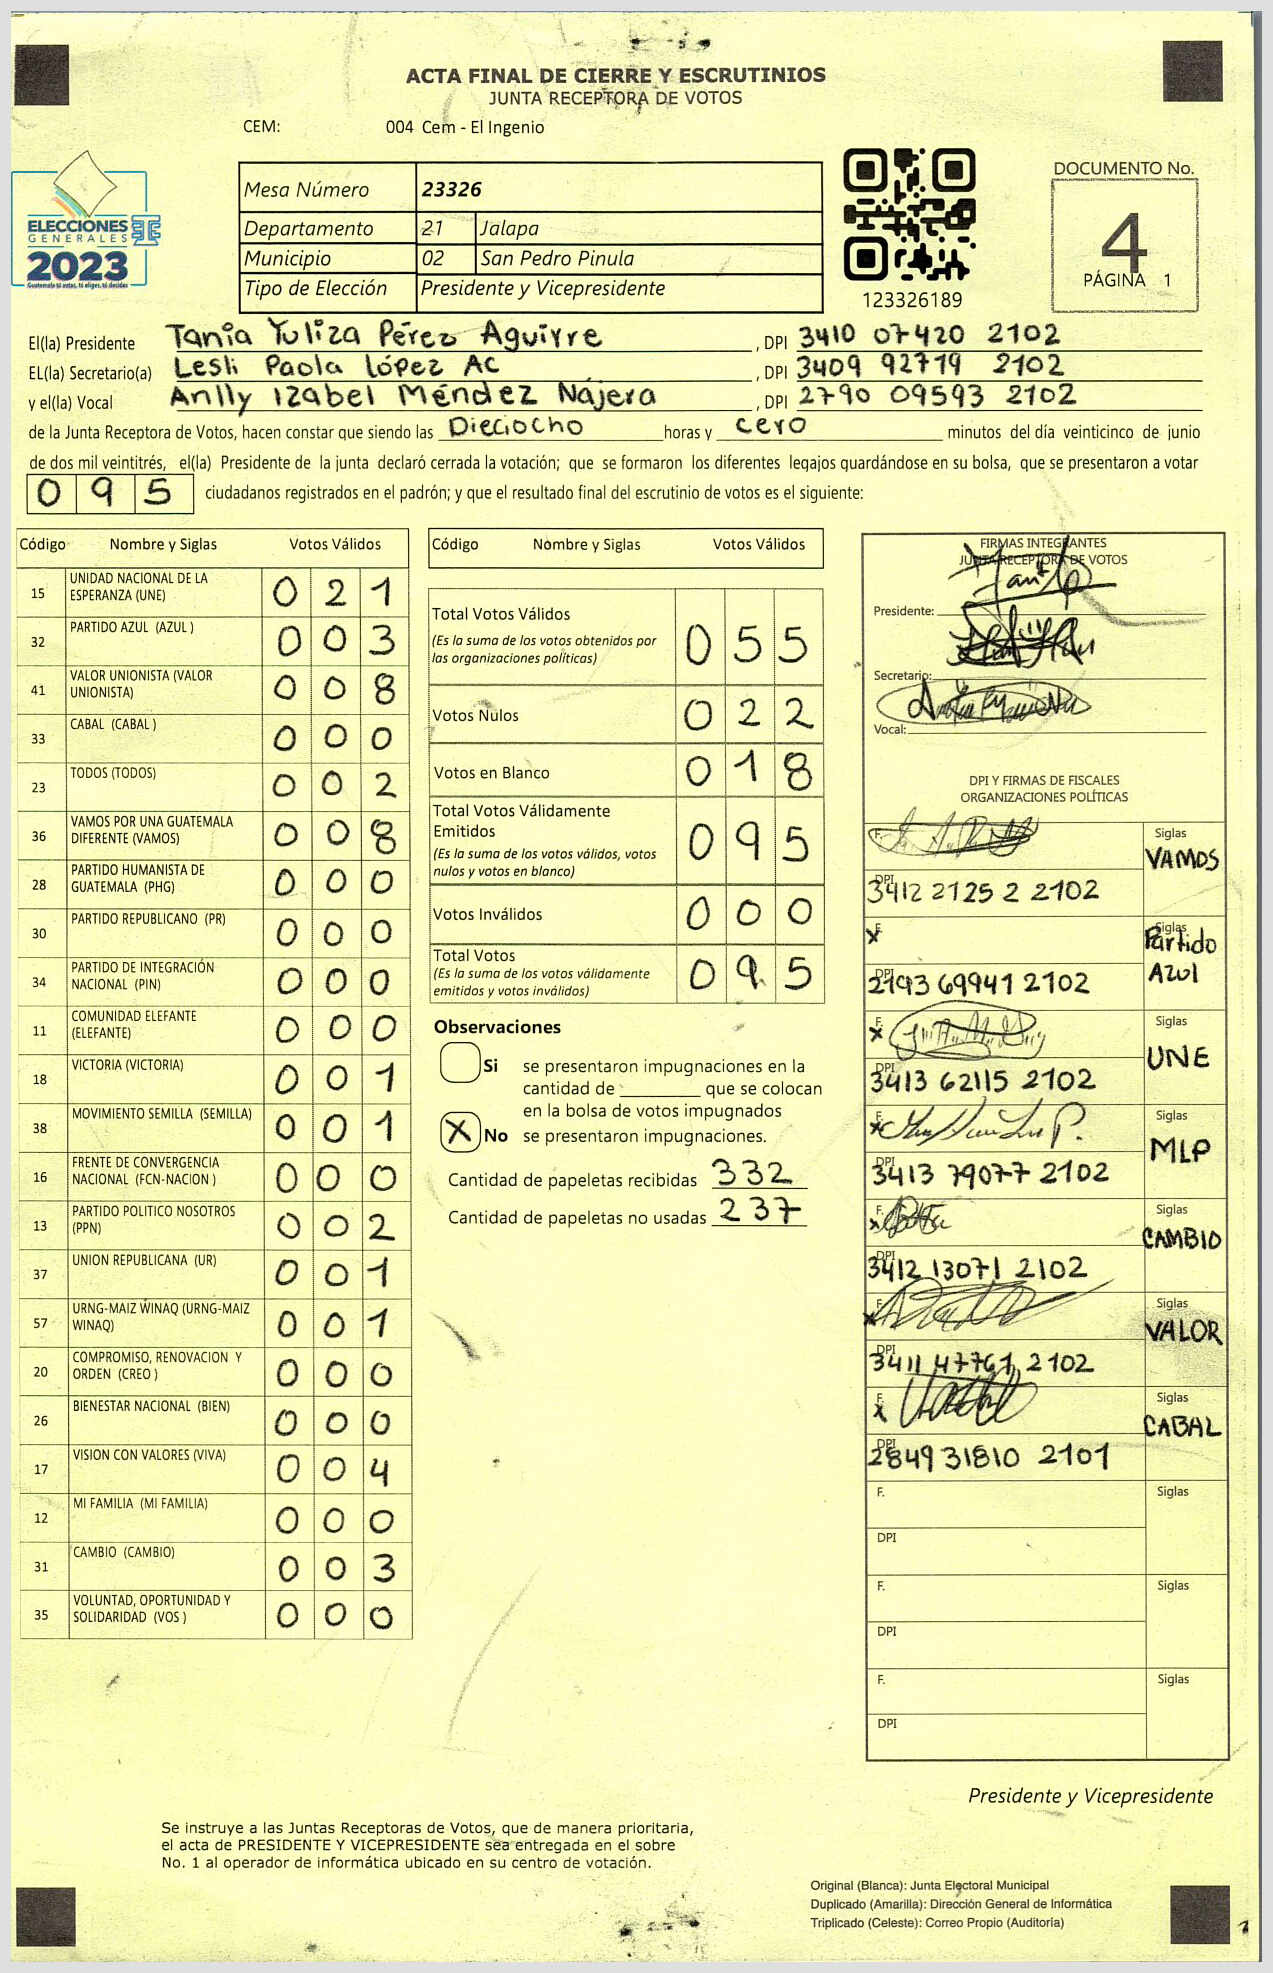 ACTA FINAL DE CIERRE Y ESCRUTINIOS
JUNTA RECEPTORA DE VOTOS
CEM: 004 Cem - El Ingenio
ELECCIONES
GENERALES
2023
Guatemala tú votas, tú eliges, tú decides
Mesa Número 23326
Departamento 21 Jalapa
Municipio 02 San Pedro Pinula
Tipo de Elección Presidente y Vicepresidente
123326189
DOCUMENTO No.
4
PÁGINA 1
El(la) Presidente Tania Yuliza Pérez Aguirre , DPI 3410 07420 2102
EL(la) Secretario(a) Lesli Paola López AC , DPI 3409 92719 2102
y el(la) Vocal Anlly Izabel Méndez Nájera , DPI 2790 09593 2102
de la Junta Receptora de Votos, hacen constar que siendo las Dieciocho horas y cero minutos del día veinticinco de junio
de dos mil veintitrés, el(la) Presidente de la junta declaró cerrada la votación; que se formaron los diferentes legajos guardándose en su bolsa, que se presentaron a votar
0 9 5 ciudadanos registrados en el padrón; y que el resultado final del escrutinio de votos es el siguiente:
Código Nombre y Siglas Votos Válidos
15 UNIDAD NACIONAL DE LA ESPERANZA (UNE) 0 2 1
32 PARTIDO AZUL (AZUL ) 0 0 3
41 VALOR UNIONISTA (VALOR UNIONISTA) 0 0 8
33 CABAL (CABAL ) 0 0 0
23 TODOS (TODOS) 0 0 2
36 VAMOS POR UNA GUATEMALA DIFERENTE (VAMOS) 0 0 8
28 PARTIDO HUMANISTA DE GUATEMALA (PHG) 0 0 0
30 PARTIDO REPUBLICANO (PR) 0 0 0
34 PARTIDO DE INTEGRACIÓN NACIONAL (PIN) 0 0 0
11 COMUNIDAD ELEFANTE (ELEFANTE) 0 0 0
18 VICTORIA (VICTORIA) 0 0 1
38 MOVIMIENTO SEMILLA (SEMILLA) 0 0 1
16 FRENTE DE CONVERGENCIA NACIONAL (FCN-NACION ) 0 0 0
13 PARTIDO POLITICO NOSOTROS (PPN) 0 0 2
37 UNION REPUBLICANA (UR) 0 0 1
57 URNG-MAIZ WINAQ (URNG-MAIZ WINAQ) 0 0 1
20 COMPROMISO, RENOVACION Y ORDEN (CREO ) 0 0 0
26 BIENESTAR NACIONAL (BIEN) 0 0 0
17 VISION CON VALORES (VIVA) 0 0 4
12 MI FAMILIA (MI FAMILIA) 0 0 0
31 CAMBIO (CAMBIO) 0 0 3
35 VOLUNTAD, OPORTUNIDAD Y SOLIDARIDAD (VOS ) 0 0 0
Código Nombre y Siglas Votos Válidos
Total Votos Válidos 0 5 5
(Es la suma de los votos obtenidos por
las organizaciones políticas)
Votos Nulos 0 2 2
Votos en Blanco 0 1 8
Total Votos Válidamente
Emitidos 0 9 5
(Es la suma de los votos válidos, votos
nulos y votos en blanco)
Votos Inválidos 0 0 0
Total Votos 0 9 5
(Es la suma de los votos válidamente
emitidos y votos inválidos)
Observaciones
Si se presentaron impugnaciones en la
cantidad de ________ que se colocan
en la bolsa de votos impugnados
X No se presentaron impugnaciones.
Cantidad de papeletas recibidas 332
Cantidad de papeletas no usadas 237
FIRMAS INTEGRANTES
JUNTA RECEPTORA DE VOTOS
Presidente:
Secretario:
Vocal:
DPI Y FIRMAS DE FISCALES
ORGANIZACIONES POLÍTICAS
F. Siglas VAMOS
DPI 3412 2125 2 2102
F. x Siglas Partido Azul
DPI 2193 69941 2102
F. x Siglas UNE
DPI 3413 62115 2102
F. x Siglas MLP
DPI 3413 79077 2102
F. x Siglas CAMBIO
DPI 3412 13071 2102
F. x Siglas VALOR
DPI 3411 47761 2102
F. x Siglas CABAL
DPI 2849 31810 2101
F. Siglas
DPI
F. Siglas
DPI
F. Siglas
DPI
Presidente y Vicepresidente
Se instruye a las Juntas Receptoras de Votos, que de manera prioritaria,
el acta de PRESIDENTE Y VICEPRESIDENTE sea entregada en el sobre
No. 1 al operador de informática ubicado en su centro de votación.
Original (Blanca): Junta Electoral Municipal
Duplicado (Amarilla): Dirección General de Informática
Triplicado (Celeste): Correo Propio (Auditoría)